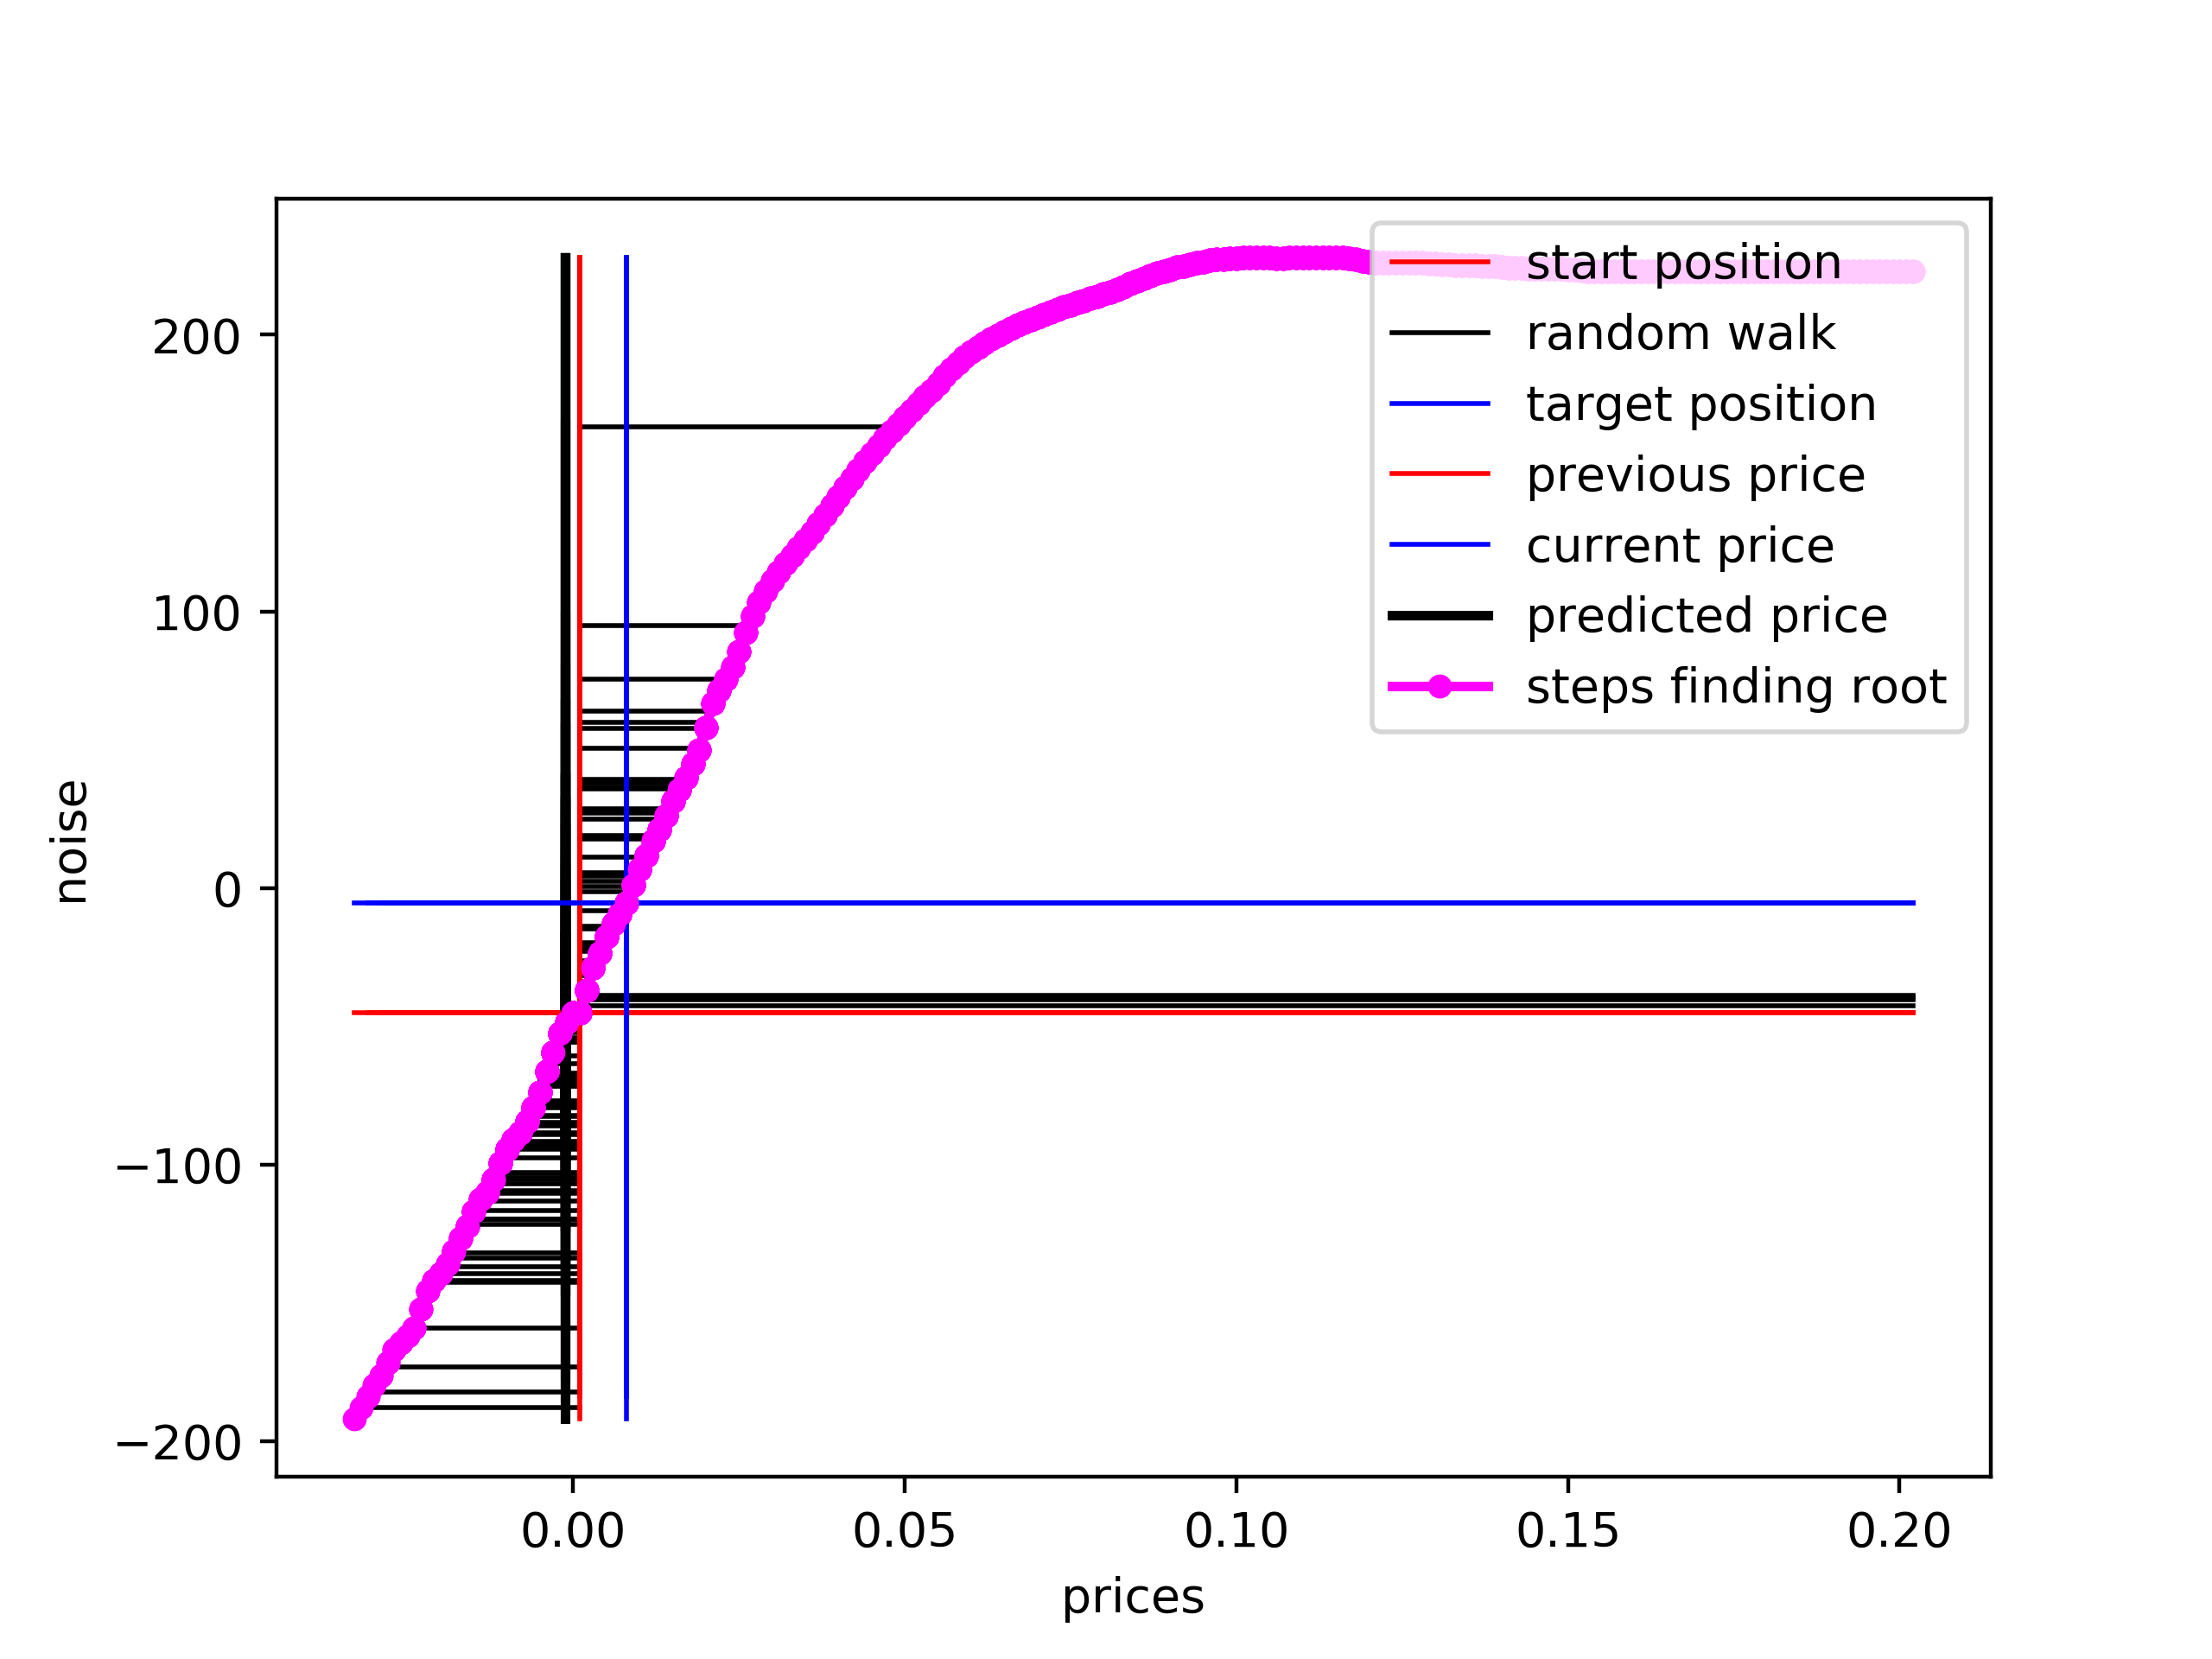 start position
random walk
target position
previous price
current price
predicted price
steps finding root
200
100
0
−100
−200
noise
0.00 0.05 0.10 0.15 0.20
prices